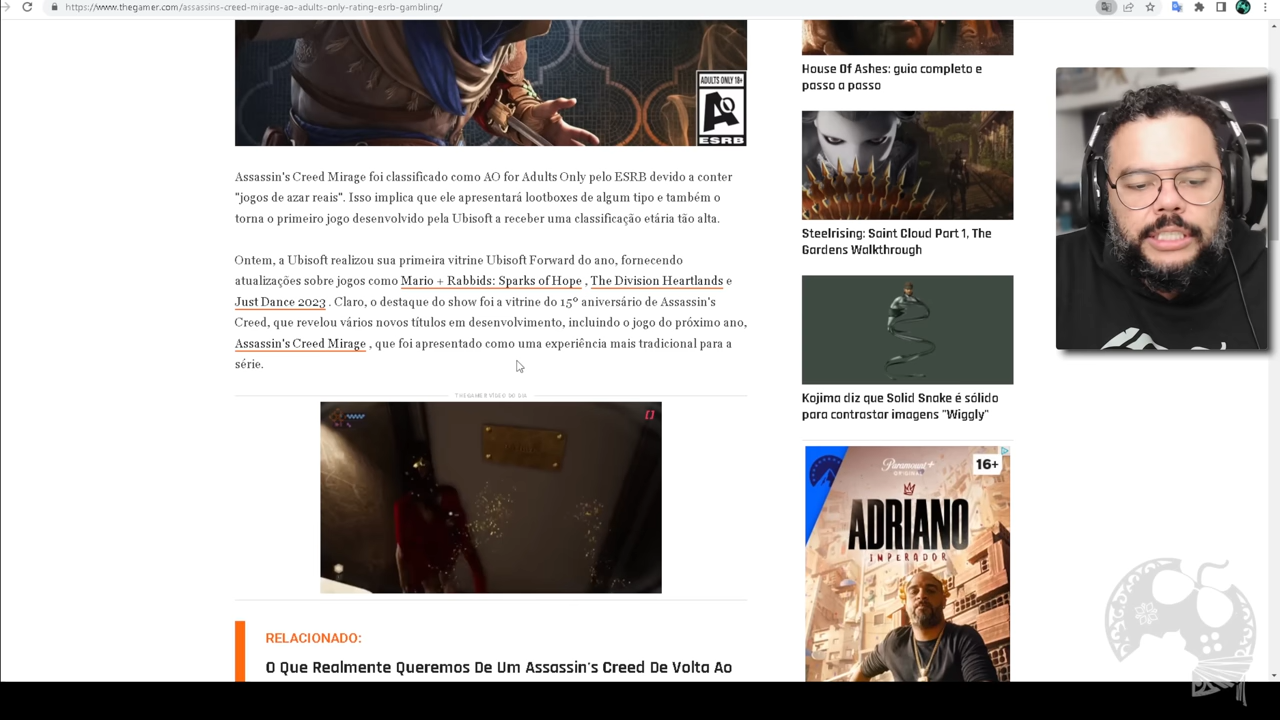 https://www.thegamer.com/assassins-creed-mirage-ao-adults-only-rating-esrb-gambling/
ADULTS ONLY 18+
AO
ESRB
Assassin's Creed Mirage foi classificado como AO for Adults Only pelo ESRB devido a conter
"jogos de azar reais". Isso implica que ele apresentará lootboxes de algum tipo e também o
torna o primeiro jogo desenvolvido pela Ubisoft a receber uma classificação etária tão alta.
Ontem, a Ubisoft realizou sua primeira vitrine Ubisoft Forward do ano, fornecendo
atualizações sobre jogos como Mario + Rabbids: Sparks of Hope , The Division Heartlands e
Just Dance 2023 . Claro, o destaque do show foi a vitrine do 15º aniversário de Assassin's
Creed, que revelou vários novos títulos em desenvolvimento, incluindo o jogo do próximo ano,
Assassin's Creed Mirage , que foi apresentado como uma experiência mais tradicional para a
série.
THEGAMER VÍDEO DO DIA
RELACIONADO:
O Que Realmente Queremos De Um Assassin's Creed De Volta Ao
House Of Ashes: guia completo e
passo a passo
Steelrising: Saint Cloud Part 1, The
Gardens Walkthrough
Kojima diz que Solid Snake é sólido
para contrastar imagens "Wiggly"
Paramount+
ORIGINAL
16+
ADRIANO
IMPERADOR